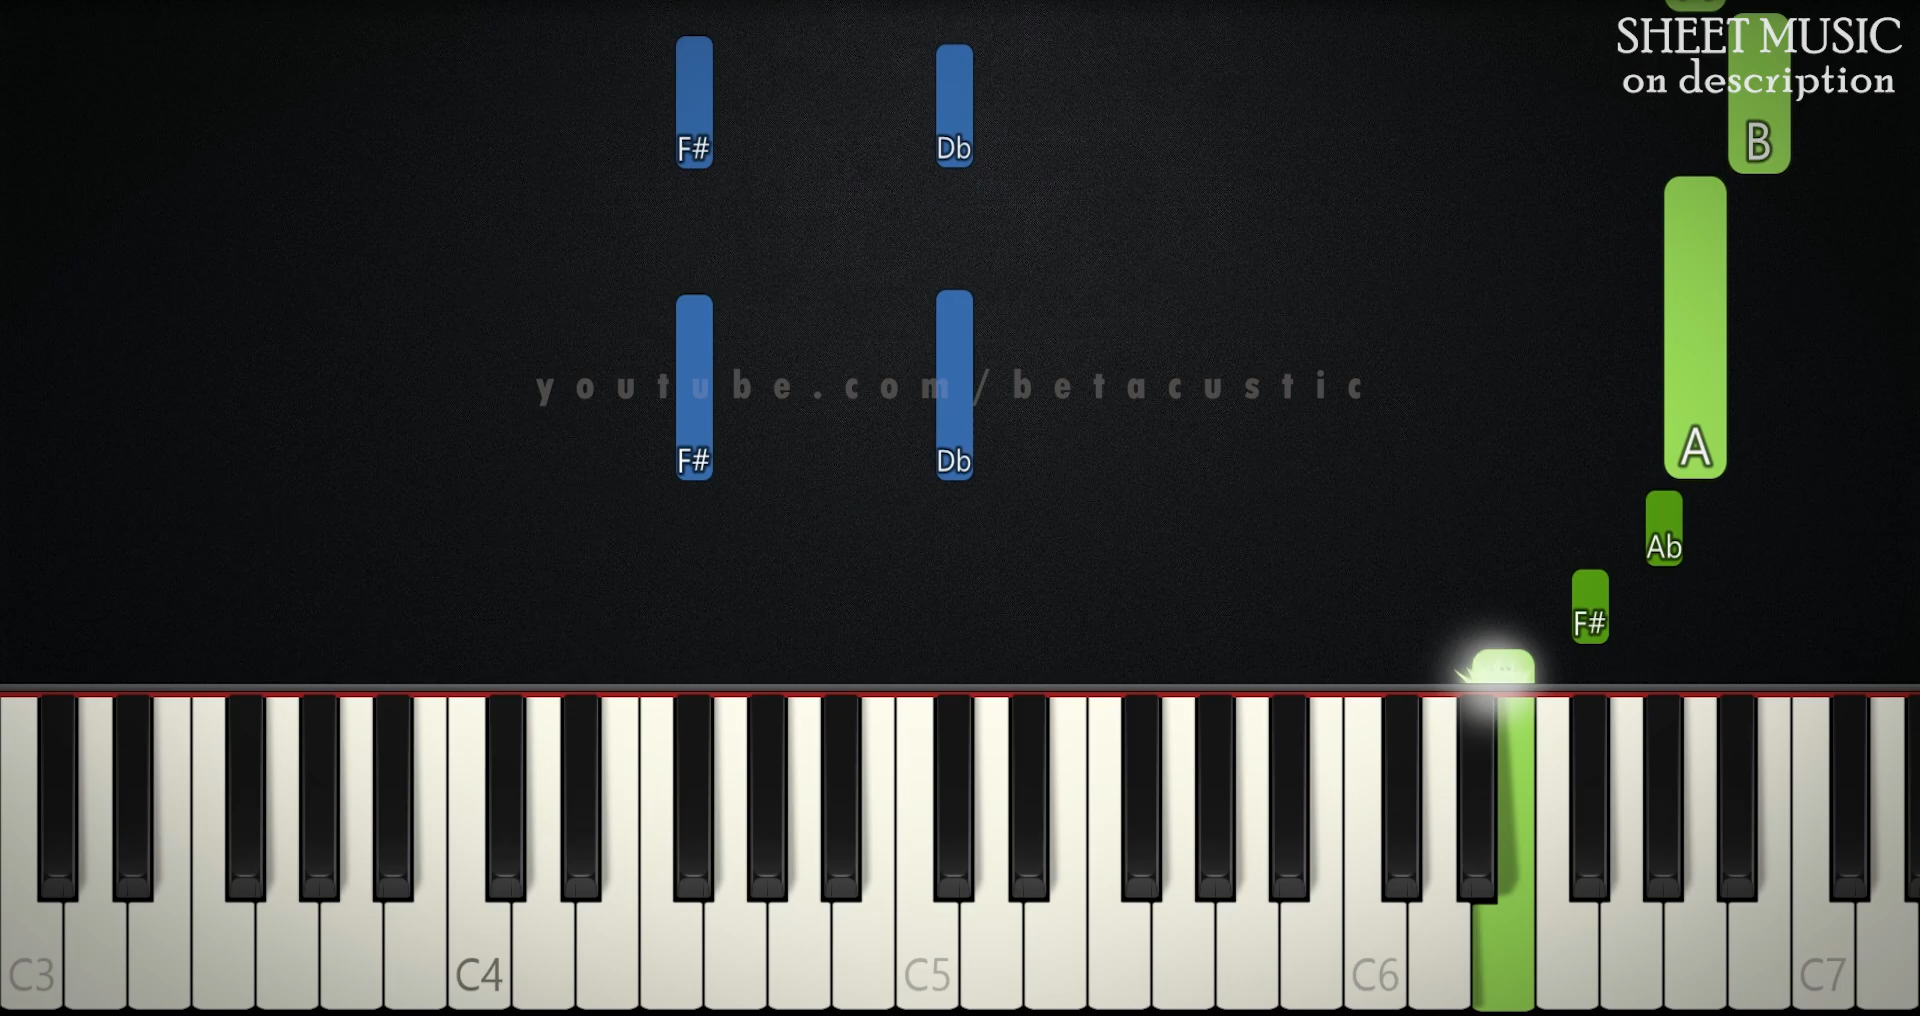 SHEET MUSIC
on description
F#
Db
B
youtube.com/betacustic
F#
Db
A
Ab
F#
C3
C4
C5
C6
C7